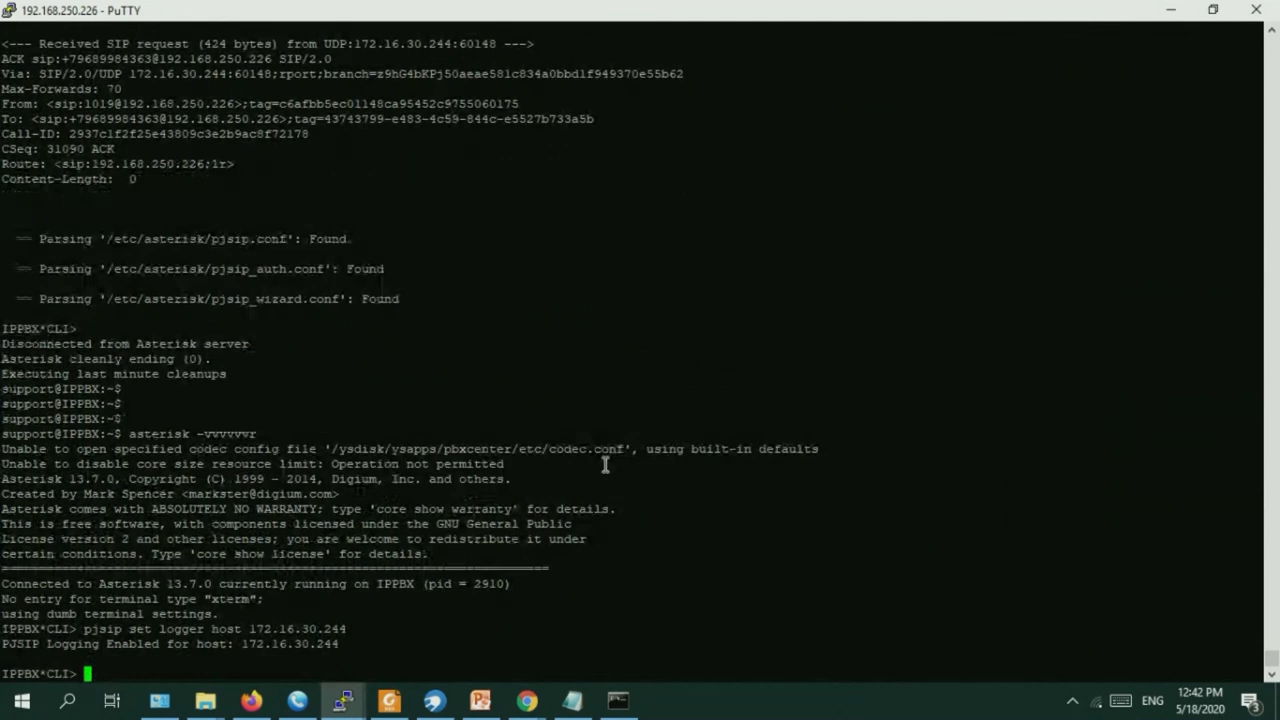 192.168.250.226 - PuTTY
<--- Received SIP request (424 bytes) from UDP:172.16.30.244:60148 --->
ACK sip:+79689984363@192.168.250.226 SIP/2.0
Via: SIP/2.0/UDP 172.16.30.244:60148;rport;branch=z9hG4bKPj50aeae581c834a0bbd1f949370e55b62
Max-Forwards: 70
From: <sip:1019@192.168.250.226>;tag=c6afbb5ec01148ca95452c9755060175
To: <sip:+79689984363@192.168.250.226>;tag=43743799-e483-4c59-844c-e5527b733a5b
Call-ID: 2937c1f2f25e43809c3e2b9ac8f72178
CSeq: 31090 ACK
Route: <sip:192.168.250.226;lr>
Content-Length:  0
== Parsing '/etc/asterisk/pjsip.conf': Found
== Parsing '/etc/asterisk/pjsip_auth.conf': Found
== Parsing '/etc/asterisk/pjsip_wizard.conf': Found
IPPBX*CLI>
Disconnected from Asterisk server
Asterisk cleanly ending (0).
Executing last minute cleanups
support@IPPBX:~$
support@IPPBX:~$
support@IPPBX:~$
support@IPPBX:~$ asterisk -vvvvvvr
Unable to open specified codec config file '/ysdisk/ysapps/pbxcenter/etc/codec.conf', using built-in defaults
Unable to disable core size resource limit: Operation not permitted
Asterisk 13.7.0, Copyright (C) 1999 - 2014, Digium, Inc. and others.
Created by Mark Spencer <markster@digium.com>
Asterisk comes with ABSOLUTELY NO WARRANTY; type 'core show warranty' for details.
This is free software, with components licensed under the GNU General Public
License version 2 and other licenses; you are welcome to redistribute it under
certain conditions. Type 'core show license' for details.
=========================================================================
Connected to Asterisk 13.7.0 currently running on IPPBX (pid = 2910)
No entry for terminal type "xterm";
using dumb terminal settings.
IPPBX*CLI> pjsip set logger host 172.16.30.244
PJSIP Logging Enabled for host: 172.16.30.244
IPPBX*CLI>
ENG
12:42 PM
5/18/2020
3